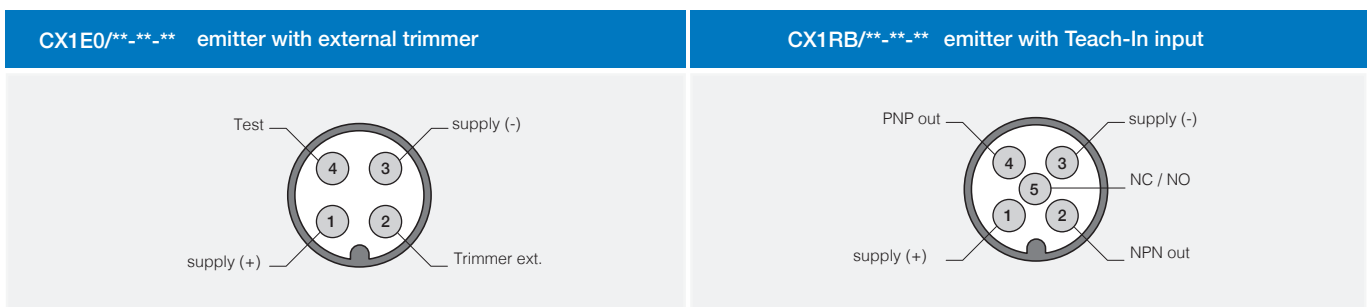 CX1E0/**-**-** emitter with external trimmer
CX1RB/**-**-** emitter with Teach-In input
Test
supply (-)
4
3
1
2
supply (+)
Trimmer ext.
PNP out
supply (-)
4
3
5
NC / NO
1
2
supply (+)
NPN out